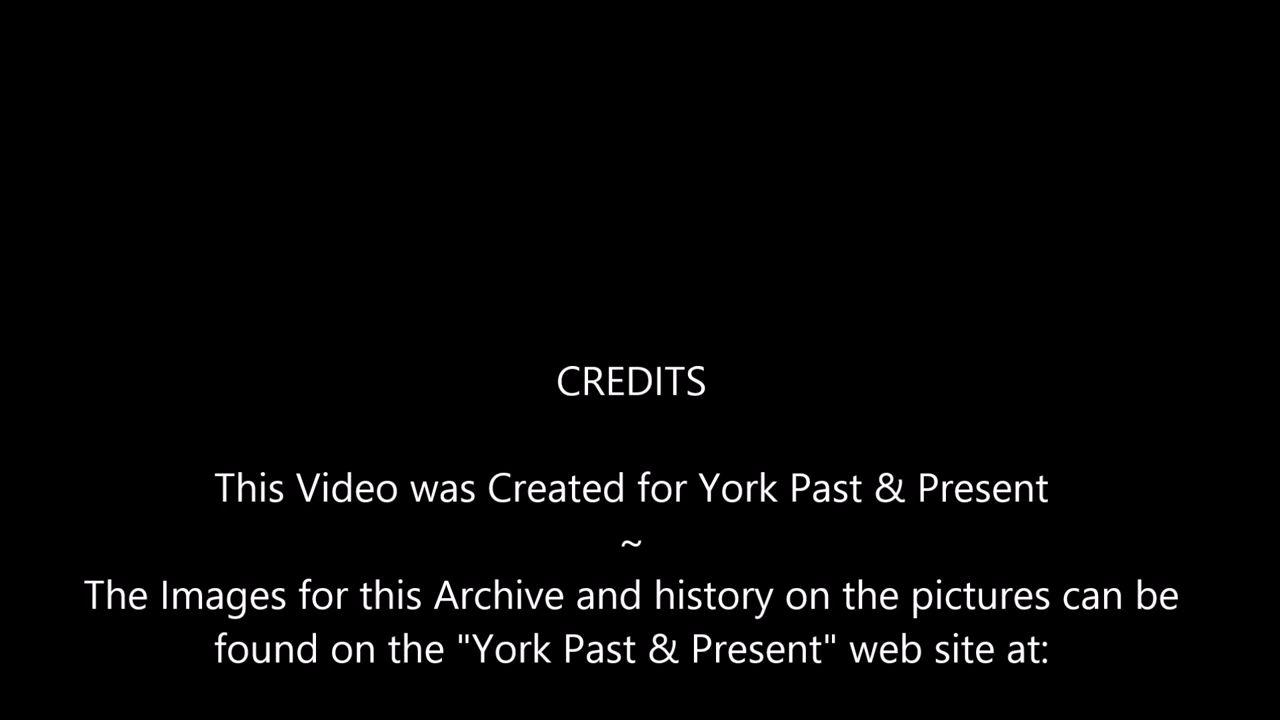 CREDITS
This Video was Created for York Past & Present
~
The Images for this Archive and history on the pictures can be
found on the "York Past & Present" web site at: